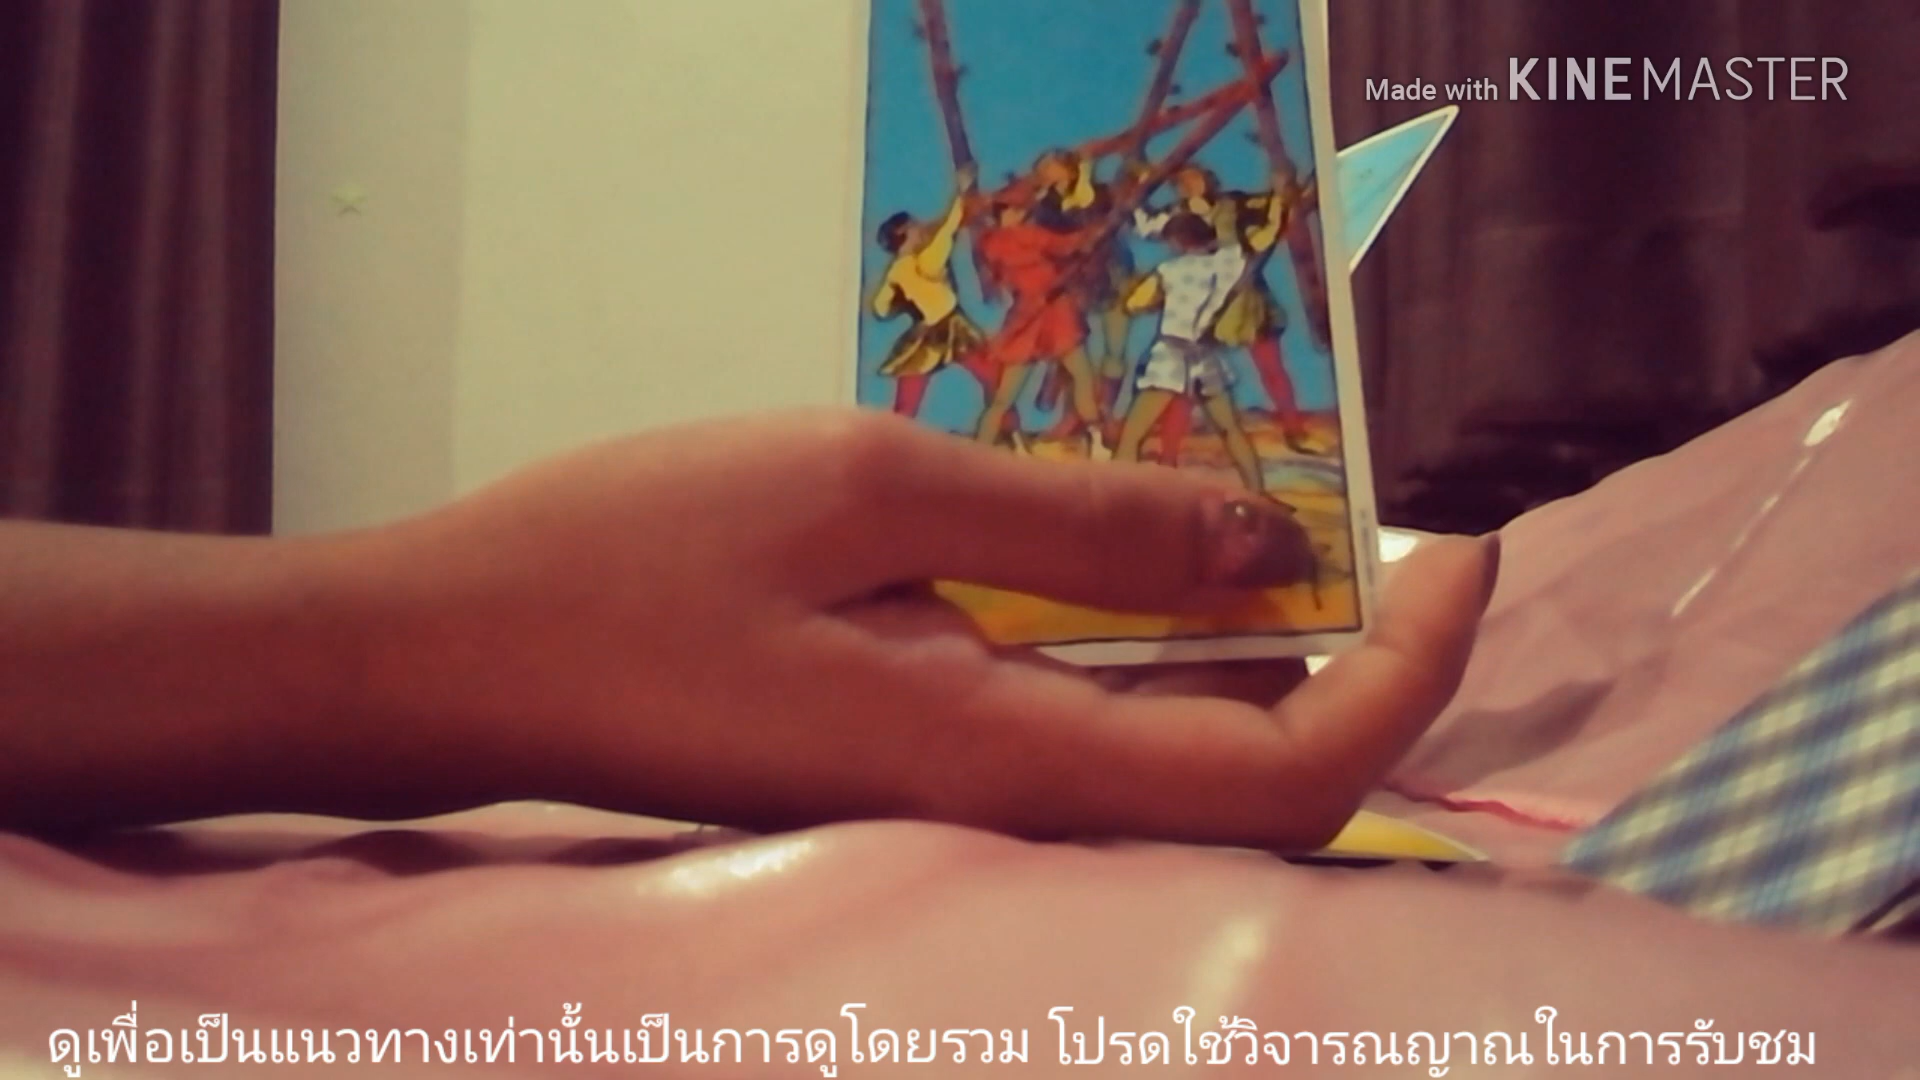 Made with KINEMASTER
ดูเพื่อเป็นแนวทางเท่านั้นเป็นการดูโดยรวม โปรดใช้วิจารณญาณในการรับชม